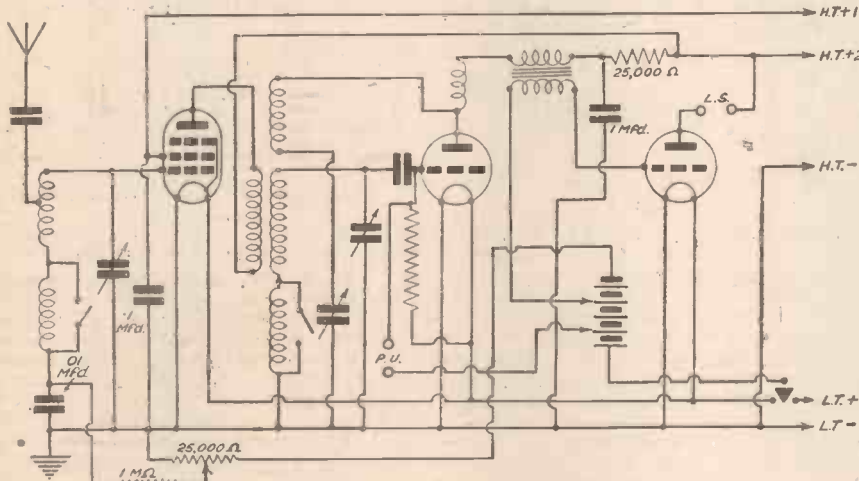 H.T.+1
H.T.+2
25,000 Ω
L.S.
1 Mfd.
H.T.-
1 Mfd.
P.U.
·01 Mfd.
L.T.+
L.T-
25,000 Ω
1 MΩ